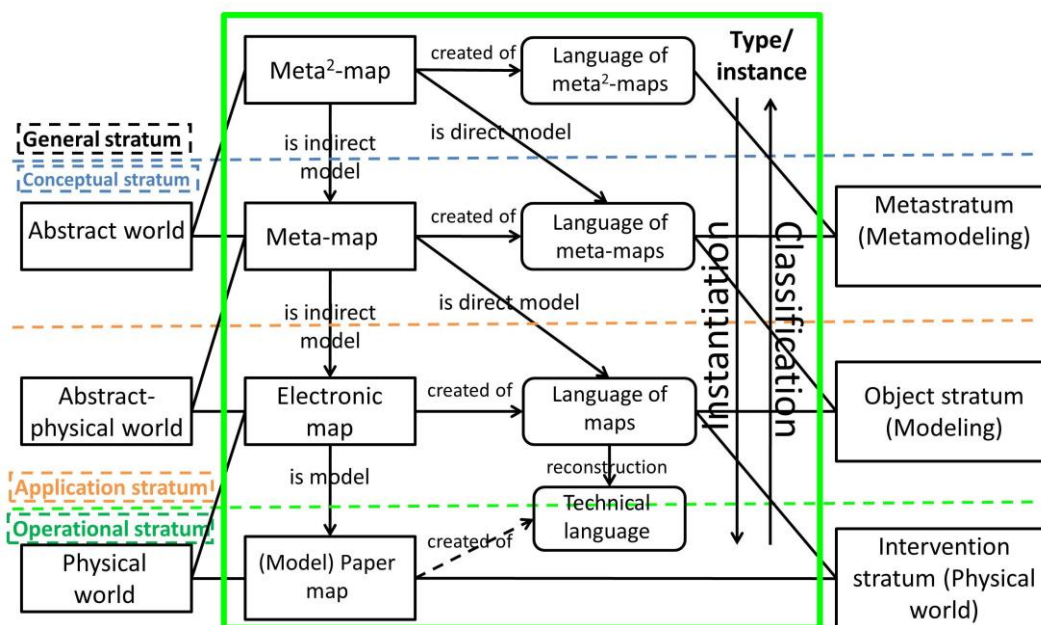 Meta²-map
created of
Language of
meta²-maps
Type/
instance
General stratum
is indirect
model
is direct model
Conceptual stratum
Abstract world
Meta-map
created of
Language of
meta-maps
Metastratum
(Metamodeling)
Instantiation
Classification
is indirect
model
is direct model
Abstract-
physical world
Electronic
map
created of
Language of
maps
Object stratum
(Modeling)
Application stratum
is model
reconstruction
Operational stratum
Technical
language
Physical
world
(Model) Paper
map
created of
Intervention
stratum (Physical
world)